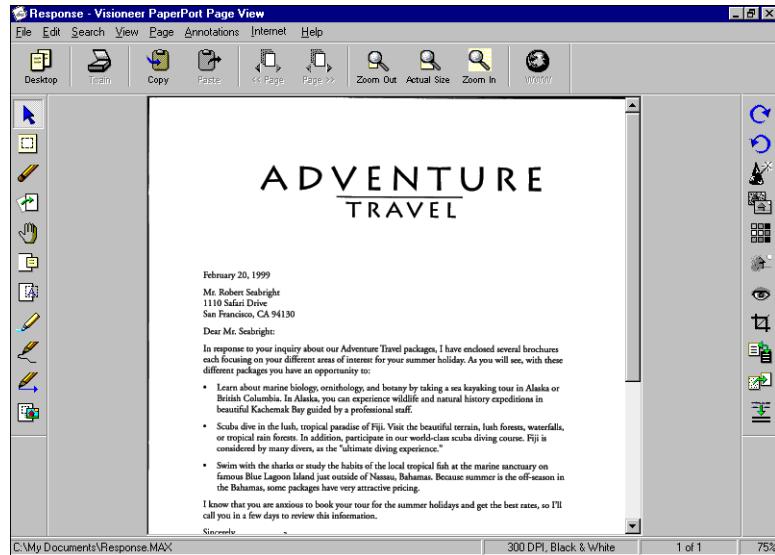 Response - Visioneer PaperPort Page View
File Edit Search View Page Annotations Internet Help
Desktop Train Copy Paste << Page Page >> Zoom Out Actual Size Zoom In WWW
ADVENTURE
TRAVEL
February 20, 1999
Mr. Robert Seabright
1110 Safari Drive
San Francisco, CA 94130
Dear Mr. Seabright:
In response to your inquiry about our Adventure Travel packages, I have enclosed several brochures
each focusing on your different areas of interest for your summer holiday. As you will see, with these
different packages you have an opportunity to:
• Learn about marine biology, ornithology, and botany by taking a sea kayaking tour in Alaska or
British Columbia. In Alaska, you can experience wildlife and natural history expeditions in
beautiful Kachemak Bay guided by a professional staff.
• Scuba dive in the lush, tropical paradise of Fiji. Visit the beautiful terrain, lush forests, waterfalls,
or tropical rain forests. In addition, participate in our world-class scuba diving course. Fiji is
considered by many divers, as the “ultimate diving experience.”
• Swim with the sharks or study the habits of the local tropical fish at the marine sanctuary on
famous Blue Lagoon Island just outside of Nassau, Bahamas. Because summer is the off-season in
the Bahamas, some packages have very attractive pricing.
I know that you are anxious to book your tour for the summer holidays and get the best rates, so I'll
call you in a few days to review this information.
Sincerely
C:\My Documents\Response.MAX 300 DPI, Black & White 1 of 1 75%